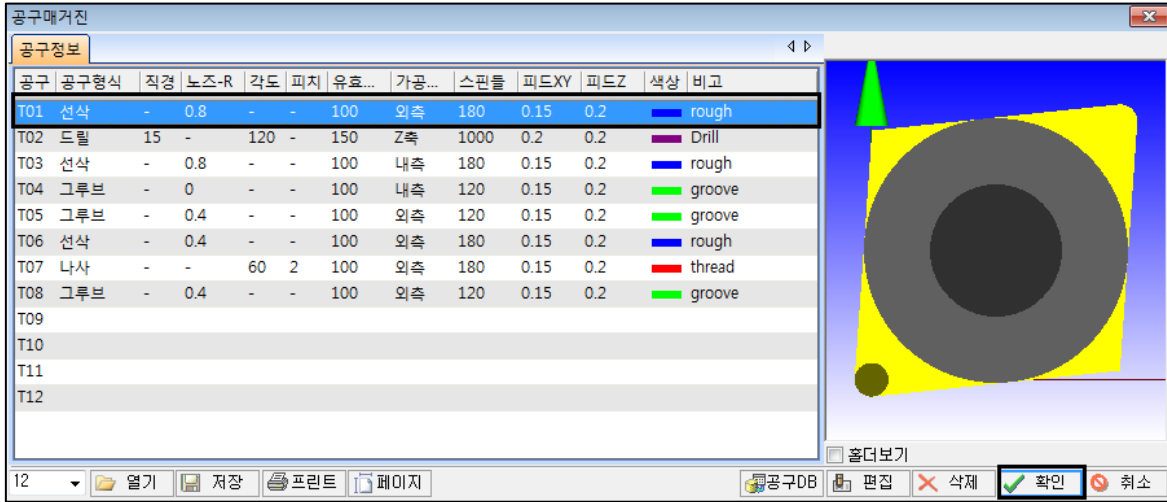 공구매거진
공구정보
공구 공구형식 직경 노즈-R 각도 피치 유효... 가공... 스핀들 피드XY 피드Z 색상 비고
T01 선삭 - 0.8 - - 100 외측 180 0.15 0.2 rough
T02 드릴 15 - 120 - 150 Z축 1000 0.2 0.2 Drill
T03 선삭 - 0.8 - - 100 내측 180 0.15 0.2 rough
T04 그루브 - 0 - - 100 내측 120 0.15 0.2 groove
T05 그루브 - 0.4 - - 100 외측 120 0.15 0.2 groove
T06 선삭 - 0.4 - - 100 외측 180 0.15 0.2 rough
T07 나사 - - 60 2 100 외측 180 0.15 0.2 thread
T08 그루브 - 0.4 - - 100 외측 120 0.15 0.2 groove
T09
T10
T11
T12
홀더보기
12 열기 저장 프린트 페이지 공구DB 편집 삭제 확인 취소